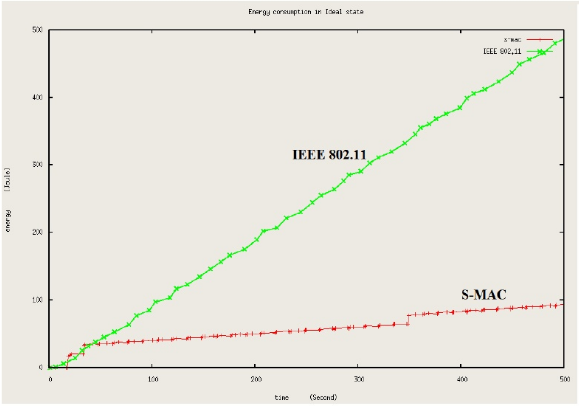 Energy consumption in Ideal state
500
s-mac
IEEE 802.11
400
IEEE 802.11
300
energy (Joule)
200
S-MAC
100
0
0 100 200 300 400 500
time (Second)